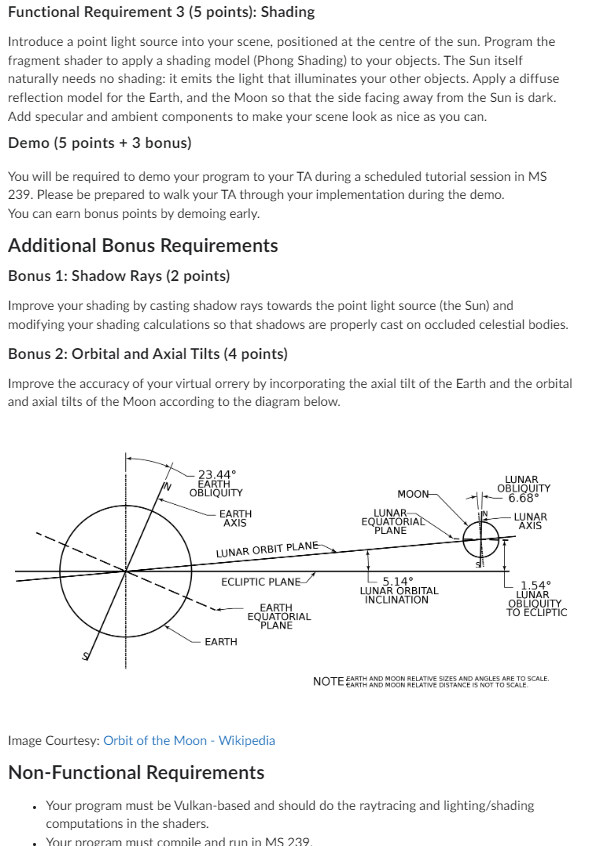 Functional Requirement 3 (5 points): Shading
Introduce a point light source into your scene, positioned at the centre of the sun. Program the
fragment shader to apply a shading model (Phong Shading) to your objects. The Sun itself
naturally needs no shading: it emits the light that illuminates your other objects. Apply a diffuse
reflection model for the Earth, and the Moon so that the side facing away from the Sun is dark.
Add specular and ambient components to make your scene look as nice as you can.
Demo (5 points + 3 bonus)
You will be required to demo your program to your TA during a scheduled tutorial session in MS
239. Please be prepared to walk your TA through your implementation during the demo.
You can earn bonus points by demoing early.
Additional Bonus Requirements
Bonus 1: Shadow Rays (2 points)
Improve your shading by casting shadow rays towards the point light source (the Sun) and
modifying your shading calculations so that shadows are properly cast on occluded celestial bodies.
Bonus 2: Orbital and Axial Tilts (4 points)
Improve the accuracy of your virtual orrery by incorporating the axial tilt of the Earth and the orbital
and axial tilts of the Moon according to the diagram below.
23.44°
EARTH
OBLIQUITY
N
EARTH
AXIS
MOON
LUNAR
OBLIQUITY
6.68°
LUNAR
EQUATORIAL
PLANE
N
LUNAR
AXIS
LUNAR ORBIT PLANE
S
ECLIPTIC PLANE
5.14°
LUNAR ORBITAL
INCLINATION
1.54°
LUNAR
OBLIQUITY
TO ECLIPTIC
EARTH
EQUATORIAL
PLANE
EARTH
S
NOTE EARTH AND MOON RELATIVE SIZES AND ANGLES ARE TO SCALE.
EARTH AND MOON RELATIVE DISTANCE IS NOT TO SCALE.
Image Courtesy: Orbit of the Moon - Wikipedia
Non-Functional Requirements
• Your program must be Vulkan-based and should do the raytracing and lighting/shading
computations in the shaders.
• Your program must compile and run in MS 239.